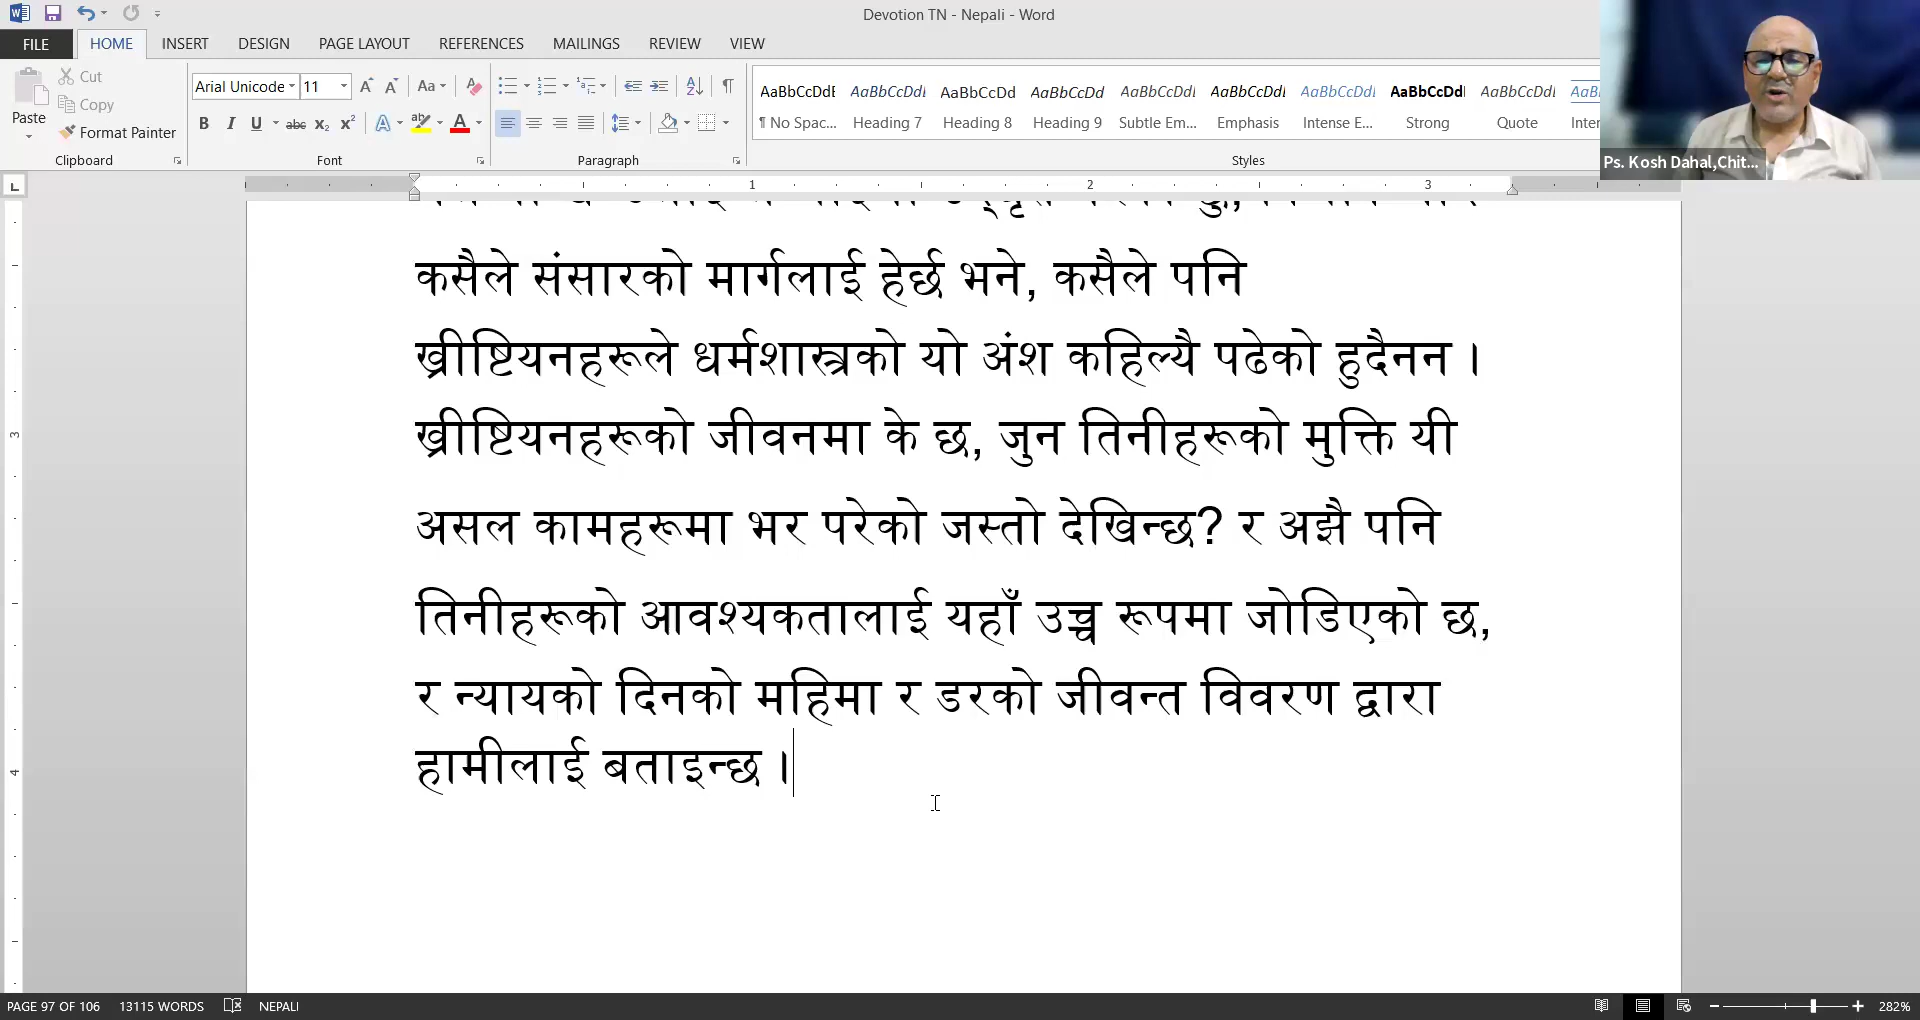 Devotion TN - Nepali - Word
FILE HOME INSERT DESIGN PAGE LAYOUT REFERENCES MAILINGS REVIEW VIEW
Paste
Cut
Copy
Format Painter
Clipboard
Arial Unicode 11
Font
Paragraph
AaBbCcDdE AaBbCcDdI AaBbCcDd AaBbCcDd AaBbCcDdI AaBbCcDdI AaBbCcDdI AaBbCcDdI AaBbCcDdI
¶ No Spac... Heading 7 Heading 8 Heading 9 Subtle Em... Emphasis Intense E... Strong Quote
Styles
Ps. Kosh Dahal,Chit...
1 2 3
कसैले संसारको मार्गलाई हेर्छ भने, कसैले पनि
ख्रीष्टियनहरूले धर्मशास्त्रको यो अंश कहिल्यै पढेको हुदैनन ।
ख्रीष्टियनहरूको जीवनमा के छ, जुन तिनीहरूको मुक्ति यी
असल कामहरूमा भर परेको जस्तो देखिन्छ? र अझै पनि
तिनीहरूको आवश्यकतालाई यहाँ उच्च रूपमा जोडिएको छ,
र न्यायको दिनको महिमा र डरको जीवन्त विवरण द्वारा
हामीलाई बताइन्छ ।
3
4
PAGE 97 OF 106 13115 WORDS NEPALI 282%